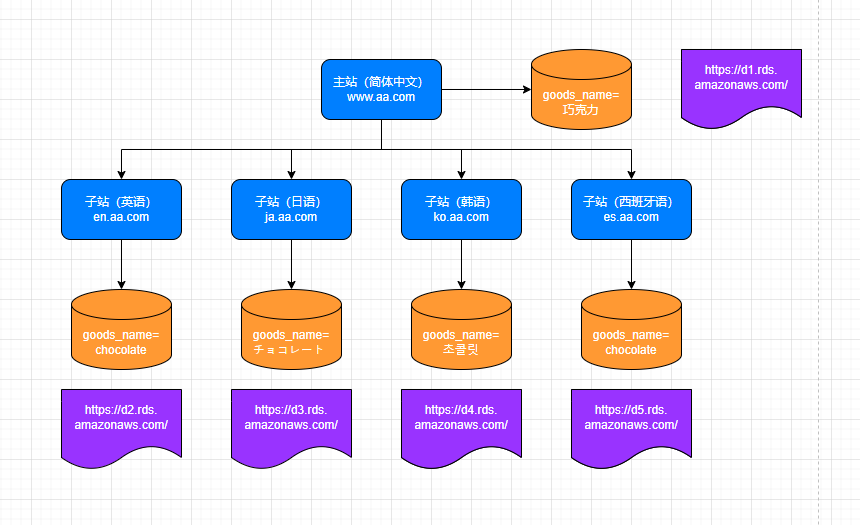 主站（简体中文）
www.aa.com
goods_name=
巧克力
https://d1.rds.
amazonaws.com/
子站（英语）
en.aa.com
子站（日语）
ja.aa.com
子站（韩语）
ko.aa.com
子站（西班牙语）
es.aa.com
goods_name=
chocolate
goods_name=
チョコレート
goods_name=
초콜릿
goods_name=
chocolate
https://d2.rds.
amazonaws.com/
https://d3.rds.
amazonaws.com/
https://d4.rds.
amazonaws.com/
https://d5.rds.
amazonaws.com/